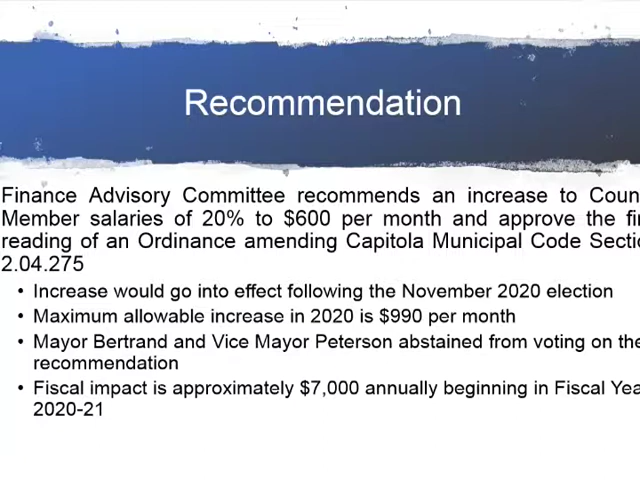 Recommendation
Finance Advisory Committee recommends an increase to Coun
Member salaries of 20% to $600 per month and approve the fi
reading of an Ordinance amending Capitola Municipal Code Secti
2.04.275
• Increase would go into effect following the November 2020 election
• Maximum allowable increase in 2020 is $990 per month
• Mayor Bertrand and Vice Mayor Peterson abstained from voting on the
recommendation
• Fiscal impact is approximately $7,000 annually beginning in Fiscal Yea
2020-21